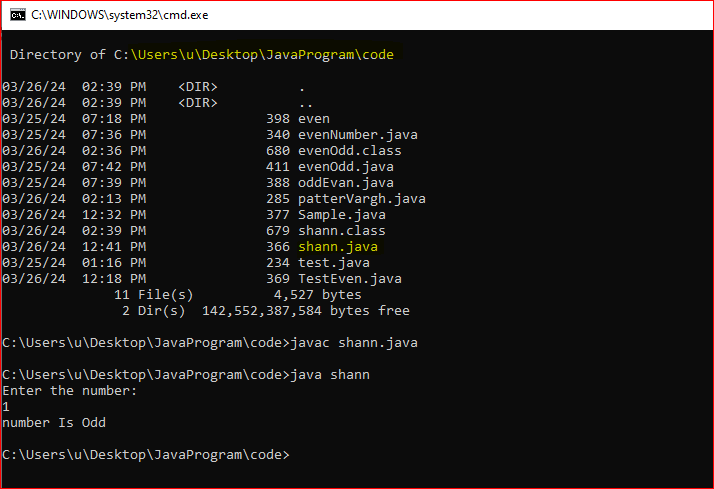 C:\WINDOWS\system32\cmd.exe
Directory of C:\Users\u\Desktop\JavaProgram\code
03/26/24  02:39 PM    <DIR>          .
03/26/24  02:39 PM    <DIR>          ..
03/25/24  07:18 PM               398 even
03/25/24  07:36 PM               340 evenNumber.java
03/26/24  02:36 PM               680 evenOdd.class
03/25/24  07:42 PM               411 evenOdd.java
03/25/24  07:39 PM               388 oddEvan.java
03/26/24  02:13 PM               285 patterVargh.java
03/26/24  12:32 PM               377 Sample.java
03/26/24  02:39 PM               679 shann.class
03/26/24  12:41 PM               366 shann.java
03/25/24  01:16 PM               234 test.java
03/26/24  12:18 PM               369 TestEven.java
11 File(s)          4,527 bytes
2 Dir(s)  142,552,387,584 bytes free
C:\Users\u\Desktop\JavaProgram\code>javac shann.java
C:\Users\u\Desktop\JavaProgram\code>java shann
Enter the number:
1
number Is Odd
C:\Users\u\Desktop\JavaProgram\code>